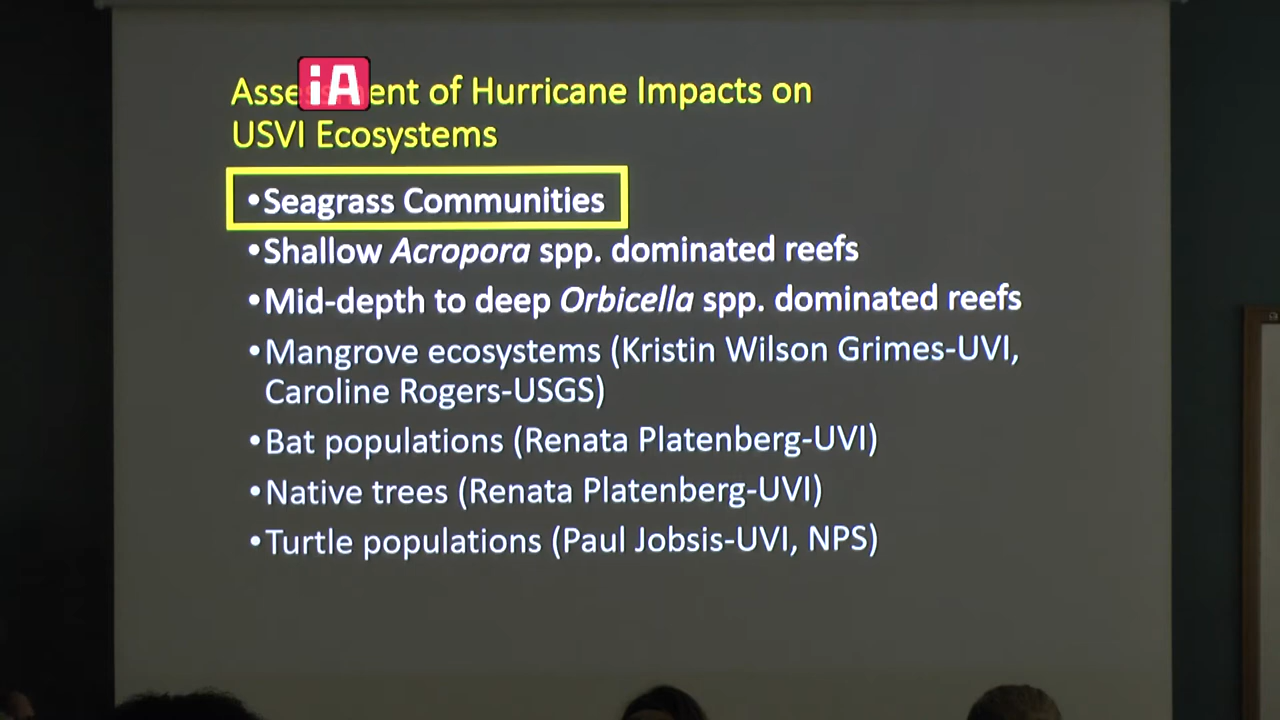 iA
Asse ent of Hurricane Impacts on
USVI Ecosystems
•Seagrass Communities
•Shallow Acropora spp. dominated reefs
•Mid-depth to deep Orbicella spp. dominated reefs
•Mangrove ecosystems (Kristin Wilson Grimes-UVI,
Caroline Rogers-USGS)
•Bat populations (Renata Platenberg-UVI)
•Native trees (Renata Platenberg-UVI)
•Turtle populations (Paul Jobsis-UVI, NPS)